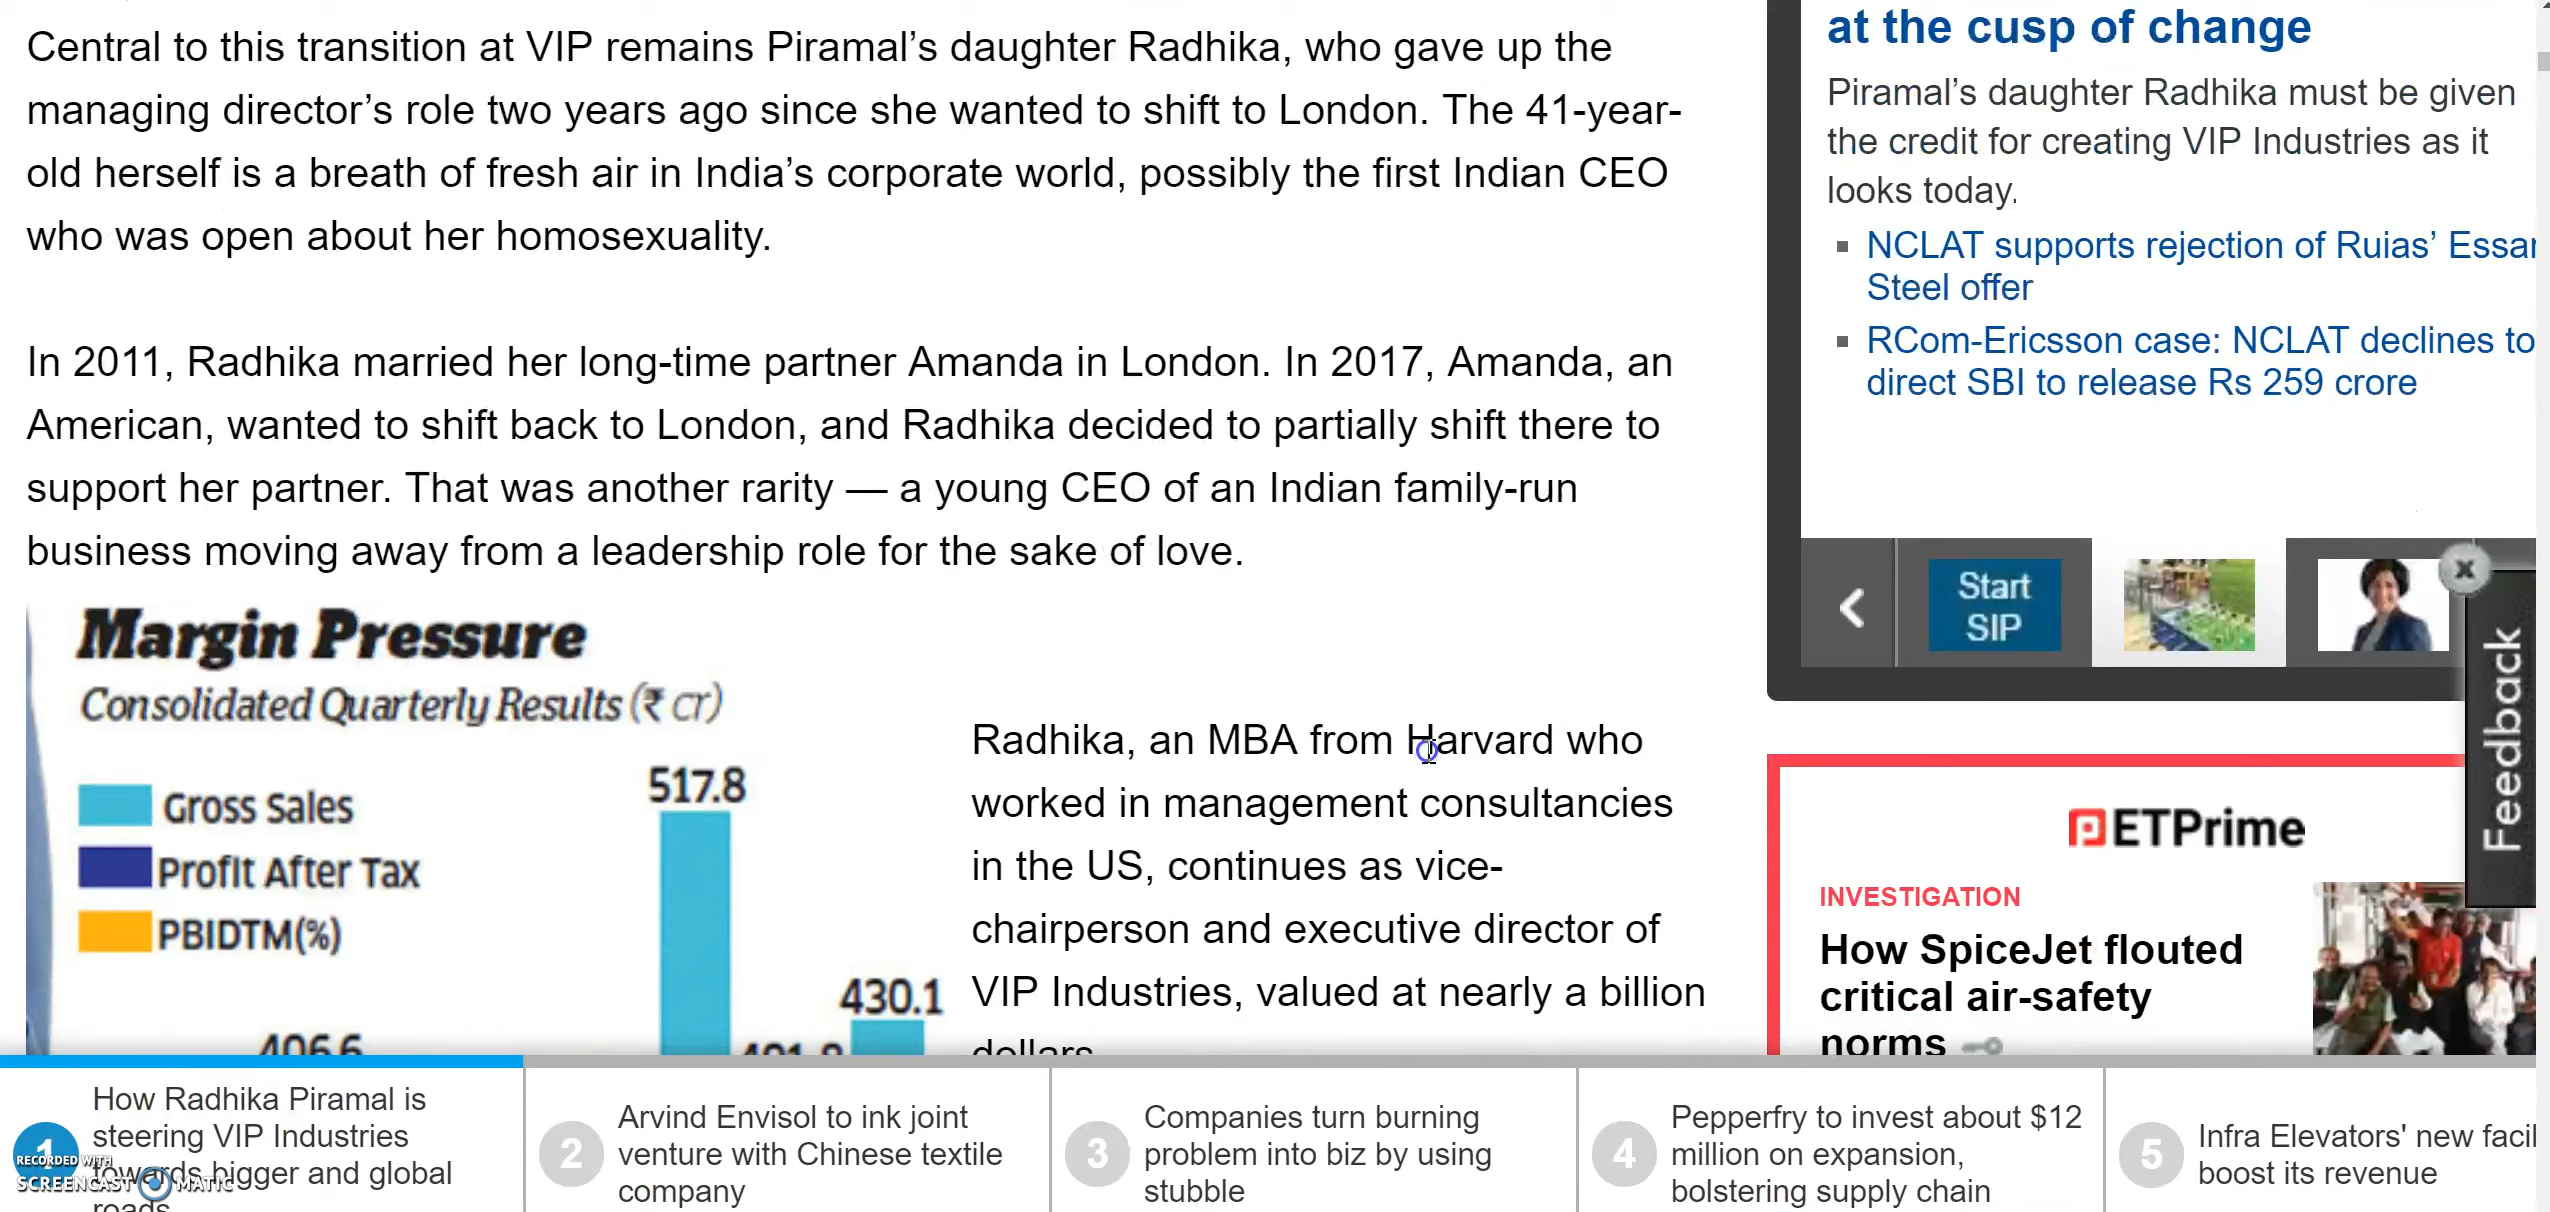 Central to this transition at VIP remains Piramal’s daughter Radhika, who gave up the
managing director’s role two years ago since she wanted to shift to London. The 41-year-
old herself is a breath of fresh air in India’s corporate world, possibly the first Indian CEO
who was open about her homosexuality.
In 2011, Radhika married her long-time partner Amanda in London. In 2017, Amanda, an
American, wanted to shift back to London, and Radhika decided to partially shift there to
support her partner. That was another rarity — a young CEO of an Indian family-run
business moving away from a leadership role for the sake of love.
Margin Pressure
Consolidated Quarterly Results (₹ cr)
Gross Sales
Profit After Tax
PBIDTM(%)
517.8
430.1
406.6
401.8
Radhika, an MBA from Harvard who
worked in management consultancies
in the US, continues as vice-
chairperson and executive director of
VIP Industries, valued at nearly a billion
dollars
at the cusp of change
Piramal’s daughter Radhika must be given
the credit for creating VIP Industries as it
looks today.
NCLAT supports rejection of Ruias’ Essar
Steel offer
RCom-Ericsson case: NCLAT declines to
direct SBI to release Rs 259 crore
Start
SIP
x
Feedback
ETPrime
INVESTIGATION
How SpiceJet flouted
critical air-safety
norms
1
How Radhika Piramal is
steering VIP Industries
towards bigger and global
roads
RECORDED WITH
SCREENCAST MATIC
2
Arvind Envisol to ink joint
venture with Chinese textile
company
3
Companies turn burning
problem into biz by using
stubble
4
Pepperfry to invest about $12
million on expansion,
bolstering supply chain
5
Infra Elevators' new facil
boost its revenue